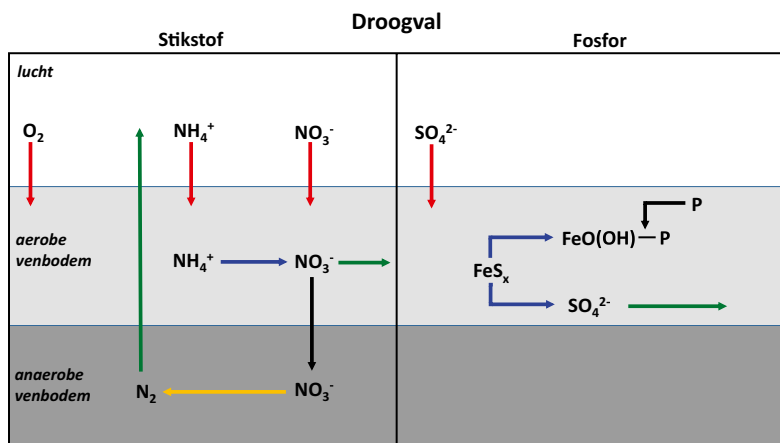 Droogval
Stikstof
Fosfor
lucht
O₂
NH₄⁺
NO₃⁻
SO₄²⁻
aerobe
venbodem
NH₄⁺
NO₃⁻
P
FeO(OH)—P
FeSₓ
SO₄²⁻
anaerobe
venbodem
N₂
NO₃⁻